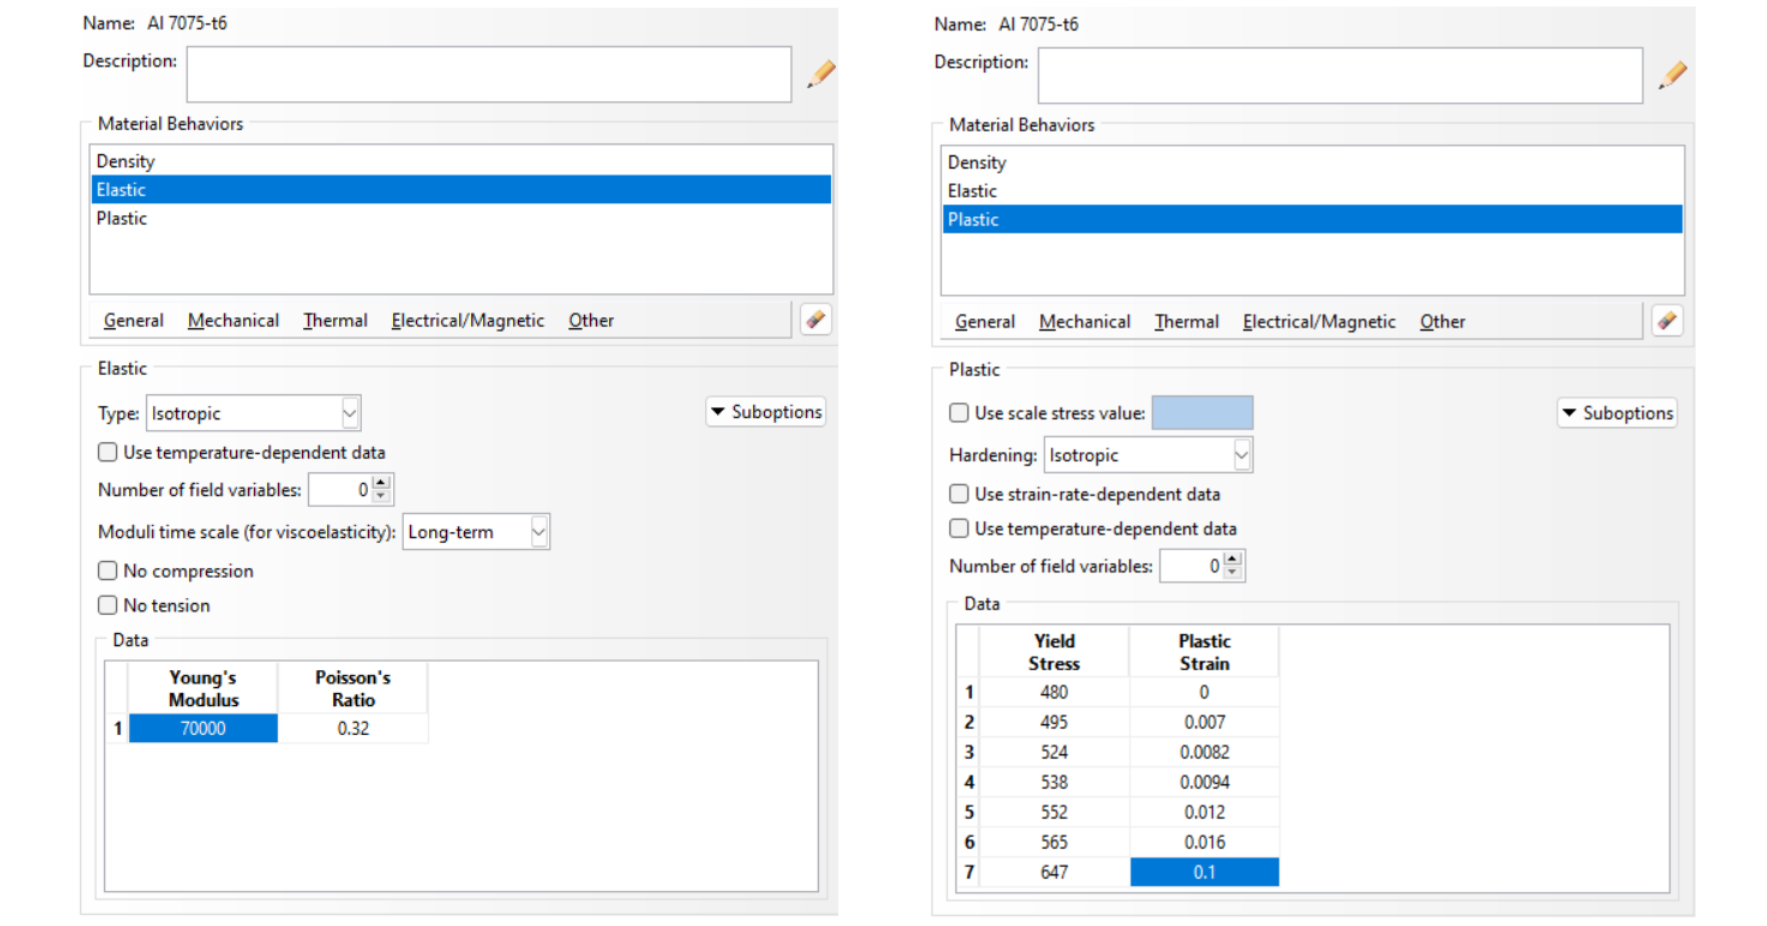 Name: Al 7075-t6
Description:
Material Behaviors
Density
Elastic
Plastic
General Mechanical Thermal Electrical/Magnetic Other
Elastic
Type: Isotropic
Suboptions
Use temperature-dependent data
Number of field variables: 0
Moduli time scale (for viscoelasticity): Long-term
No compression
No tension
Data
Young's Modulus Poisson's Ratio
1 70000 0.32
Name: Al 7075-t6
Description:
Material Behaviors
Density
Elastic
Plastic
General Mechanical Thermal Electrical/Magnetic Other
Plastic
Use scale stress value:
Suboptions
Hardening: Isotropic
Use strain-rate-dependent data
Use temperature-dependent data
Number of field variables: 0
Data
Yield Stress Plastic Strain
1 480 0
2 495 0.007
3 524 0.0082
4 538 0.0094
5 552 0.012
6 565 0.016
7 647 0.1